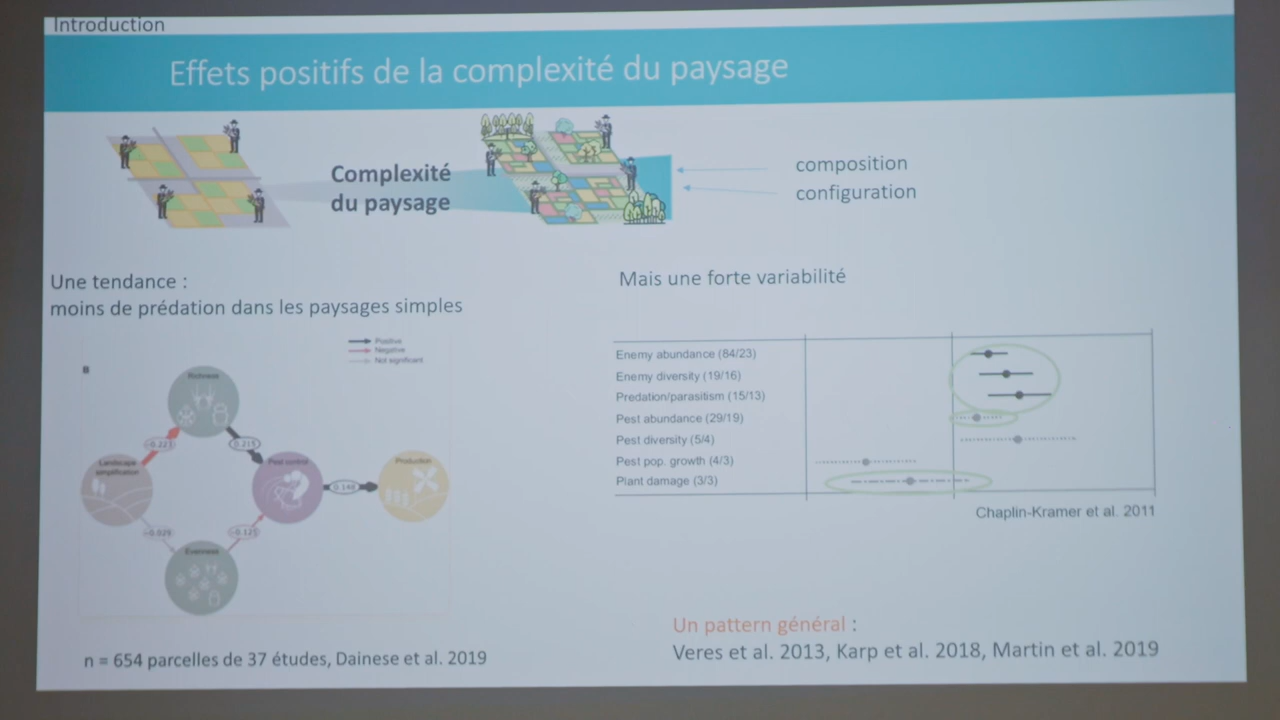 Introduction
Effets positifs de la complexité du paysage
Complexité
du paysage
composition
configuration
Une tendance :
moins de prédation dans les paysages simples
Positive
Negative
Not significant
B
Richness
-0.223
0.215
Landscape
simplification
Pest control
0.148
Production
-0.025
-0.125
Evenness
n = 654 parcelles de 37 études, Dainese et al. 2019
Mais une forte variabilité
Enemy abundance (84/23)
Enemy diversity (19/16)
Predation/parasitism (15/13)
Pest abundance (29/19)
Pest diversity (5/4)
Pest pop. growth (4/3)
Plant damage (3/3)
Chaplin-Kramer et al. 2011
Un pattern général :
Veres et al. 2013, Karp et al. 2018, Martin et al. 2019